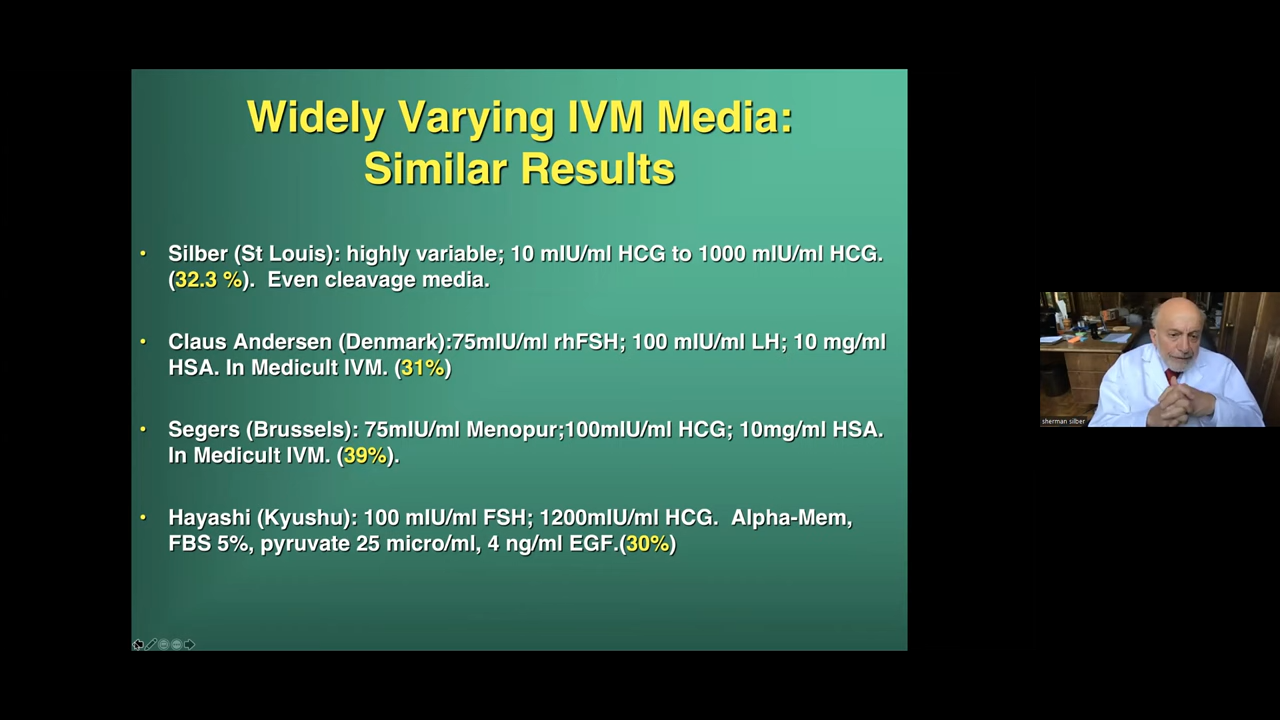 Widely Varying IVM Media:
Similar Results
• Silber (St Louis): highly variable; 10 mIU/ml HCG to 1000 mIU/ml HCG.
(32.3 %). Even cleavage media.
• Claus Andersen (Denmark):75mIU/ml rhFSH; 100 mIU/ml LH; 10 mg/ml
HSA. In Medicult IVM. (31%)
• Segers (Brussels): 75mIU/ml Menopur;100mIU/ml HCG; 10mg/ml HSA.
In Medicult IVM. (39%).
• Hayashi (Kyushu): 100 mIU/ml FSH; 1200mIU/ml HCG. Alpha-Mem,
FBS 5%, pyruvate 25 micro/ml, 4 ng/ml EGF.(30%)
sherman silber